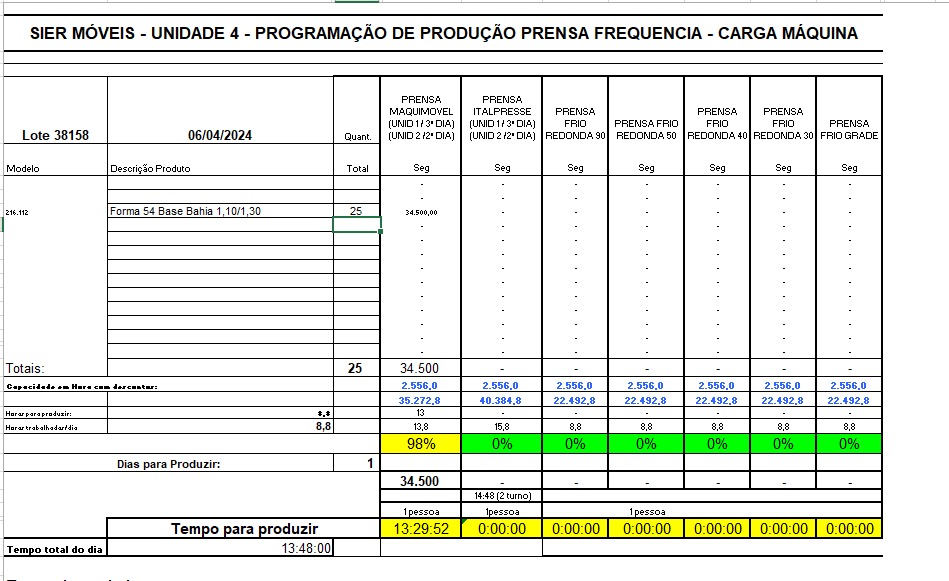 SIER MÓVEIS - UNIDADE 4 - PROGRAMAÇÃO DE PRODUÇÃO PRENSA FREQUENCIA - CARGA MÁQUINA
Lote 38158 06/04/2024 Quant. PRENSA MAQUIMOVEL (UNID 1 / 3ª DIA) (UNID 2 /2ª DIA) PRENSA ITALPRESSE (UNID 1 / 3ª DIA) (UNID 2 /2ª DIA) PRENSA FRIO REDONDA 90 PRENSA FRIO REDONDA 50 PRENSA FRIO REDONDA 40 PRENSA FRIO REDONDA 30 PRENSA FRIO GRADE
Modelo Descrição Produto Total Seg Seg Seg Seg Seg Seg Seg
- - - - - - -
- - - - - - -
216.112 Forma 54 Base Bahia 1,10/1,30 25 34.500,00 - - - - - -
- - - - - - -
- - - - - - -
- - - - - - -
- - - - - - -
- - - - - - -
- - - - - - -
- - - - - - -
- - - - - - -
- - - - - - -
- - - - - - -
Totais: 25 34.500 - - - - - -
Capacidade em Hora com descontar: 2.556,0 2.556,0 2.556,0 2.556,0 2.556,0 2.556,0 2.556,0
35.272,8 40.384,8 22.492,8 22.492,8 22.492,8 22.492,8 22.492,8
Horas para produzir: 8,8 13 - - - - - -
Horas trabalhadas/dia 8,8 13,8 15,8 8,8 8,8 8,8 8,8 8,8
98% 0% 0% 0% 0% 0% 0%
Dias para Produzir: 1
34.500 - - - - - -
14:48 (2 turno)
1pessoa 1pessoa 1pessoa
Tempo para produzir 13:29:52 0:00:00 0:00:00 0:00:00 0:00:00 0:00:00 0:00:00
Tempo total do dia 13:48:00